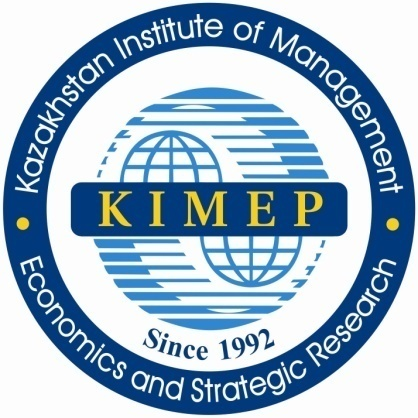 Kazakhstan Institute of Management
KIMEP
Since 1992
Economics and Strategic Research